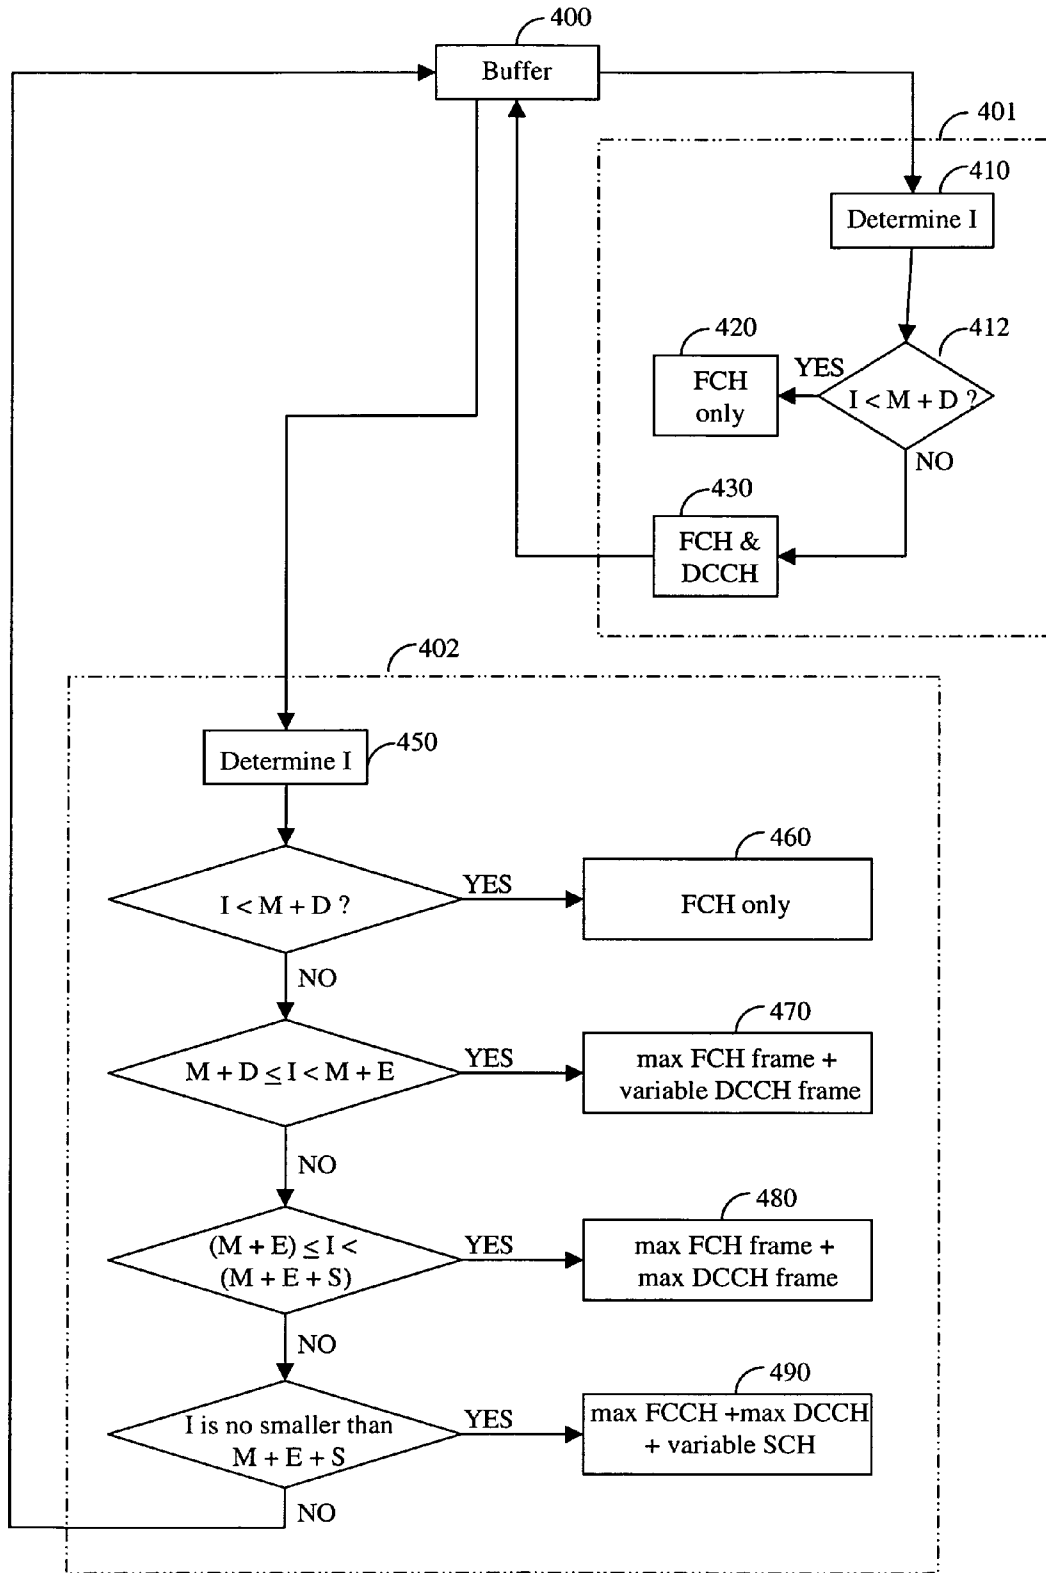 400
Buffer
401
410
Determine I
420
412
YES
FCH
only
I < M + D ?
NO
430
FCH &
DCCH
402
450
Determine I
460
I < M + D ?
YES
FCH only
NO
470
M + D ≤ I < M + E
YES
max FCH frame +
variable DCCH frame
NO
480
(M + E) ≤ I <
(M + E + S)
YES
max FCH frame +
max DCCH frame
NO
490
I is no smaller than
M + E + S
YES
max FCCH +max DCCH
+ variable SCH
NO